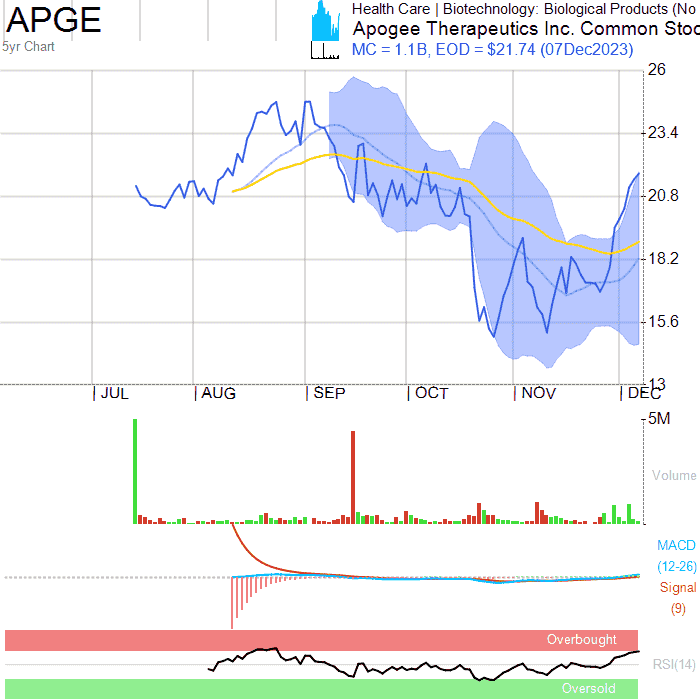 APGE
5yr Chart
Health Care | Biotechnology: Biological Products (No
Apogee Therapeutics Inc. Common Stoc
MC = 1.1B, EOD = $21.74 (07Dec2023)
26
23.4
20.8
18.2
15.6
13
JUL
AUG
SEP
OCT
NOV
DEC
5M
Volume
MACD
(12-26)
Signal
(9)
Overbought
RSI(14)
Oversold